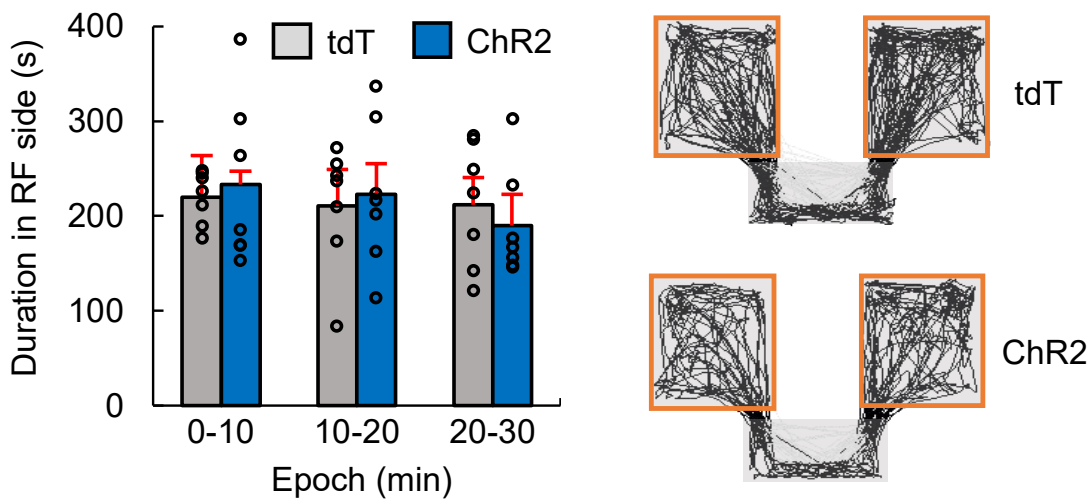 Duration in RF side (s)
400
300
200
100
0
tdT
ChR2
0-10
10-20
20-30
Epoch (min)
tdT
ChR2